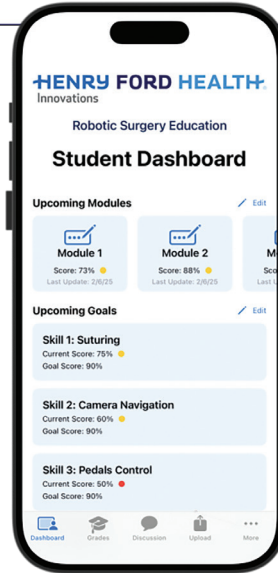 HENRY FORD HEALTH
Innovations
Robotic Surgery Education
Student Dashboard
Upcoming Modules
Edit
Module 1
Score: 73%
Last Update: 2/6/25
Module 2
Score: 88%
Last Update: 2/6/25
M
Sco
Last U
Upcoming Goals
Edit
Skill 1: Suturing
Current Score: 75%
Goal Score: 90%
Skill 2: Camera Navigation
Current Score: 60%
Goal Score: 90%
Skill 3: Pedals Control
Current Score: 50%
Goal Score: 90%
Dashboard
Grades
Discussion
Upload
More